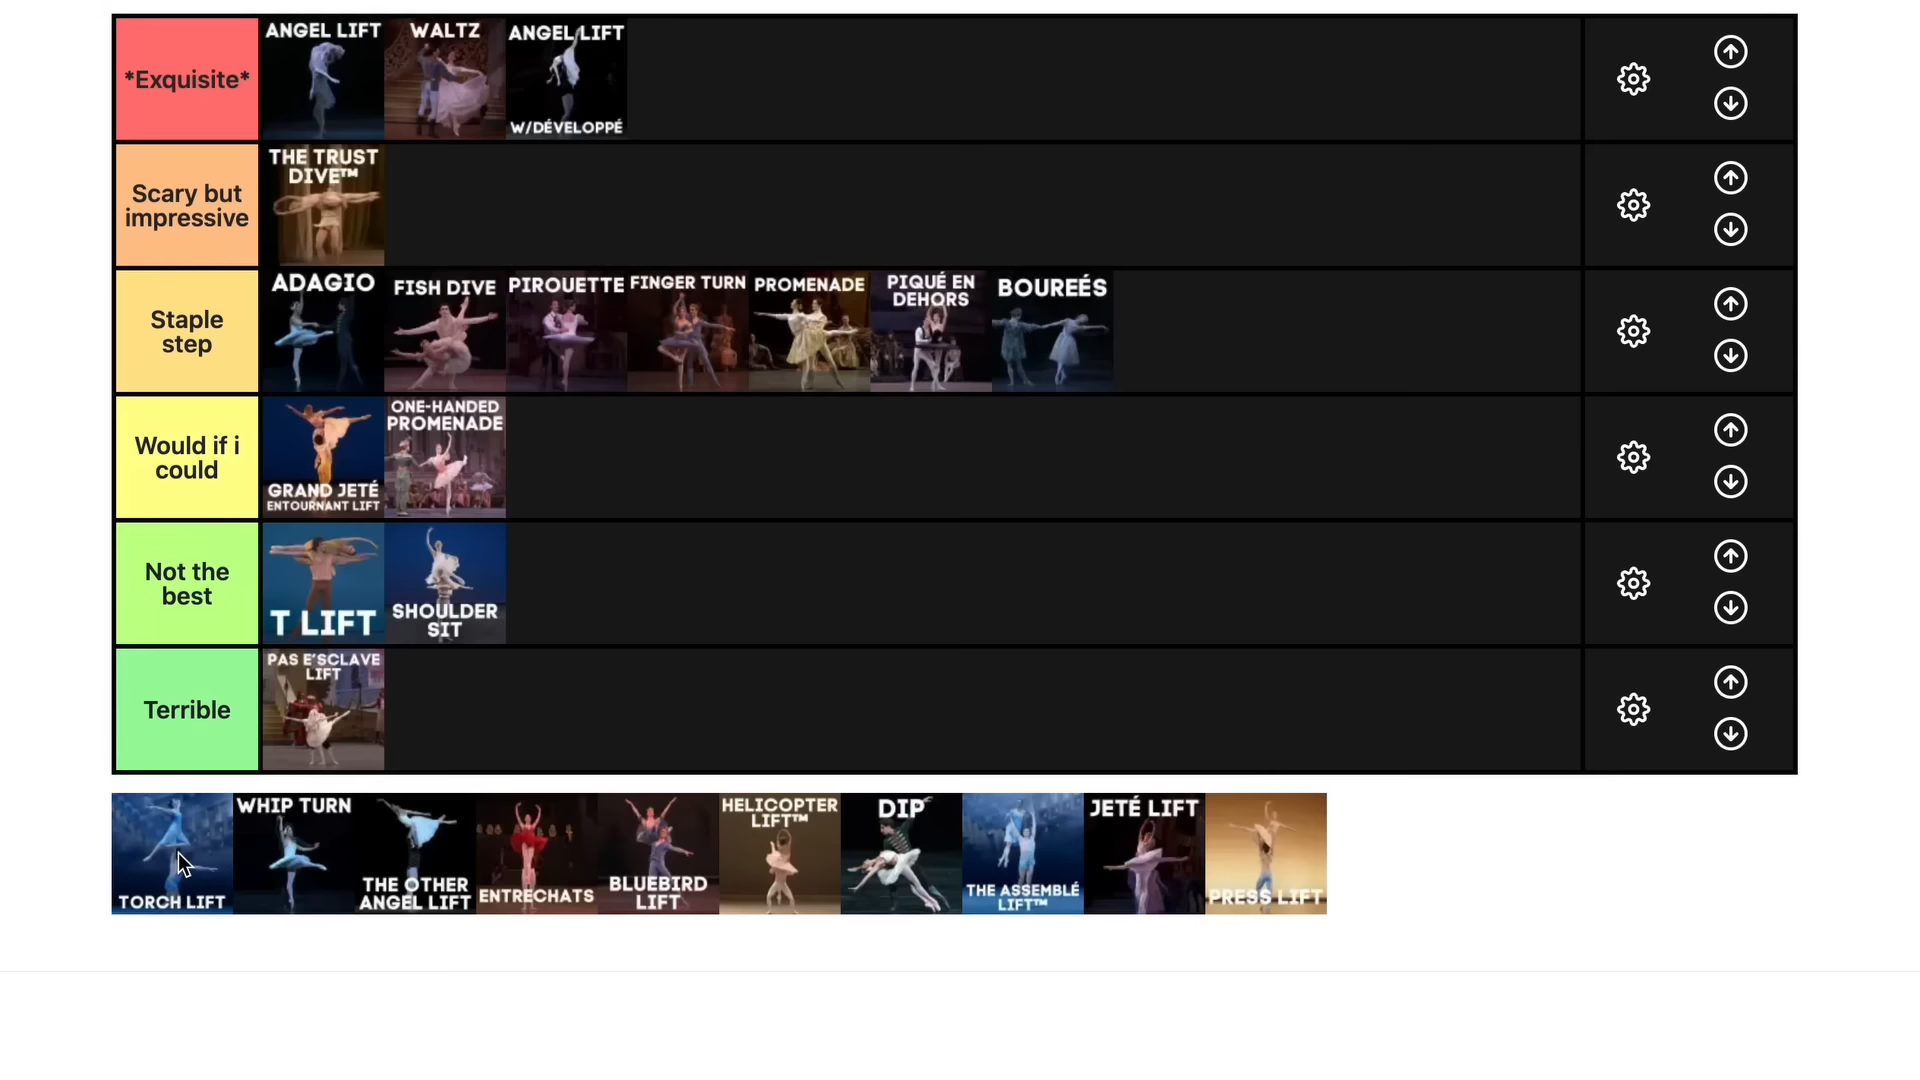 *Exquisite*
ANGEL LIFT
WALTZ
ANGEL LIFT
W/DÉVELOPPÉ
Scary but
impressive
THE TRUST
DIVE™
Staple
step
ADAGIO
FISH DIVE
PIROUETTE
FINGER TURN
PROMENADE
PIQUÉ EN
DEHORS
BOUREÉS
Would if i
could
GRAND JETÉ
ENTOURNANT LIFT
ONE-HANDED
PROMENADE
Not the
best
T LIFT
SHOULDER
SIT
Terrible
PAS E'SCLAVE
LIFT
TORCH LIFT
WHIP TURN
THE OTHER
ANGEL LIFT
ENTRECHATS
BLUEBIRD
LIFT
HELICOPTER
LIFT™
DIP
THE ASSEMBLÉ
LIFT™
JETÉ LIFT
PRESS LIFT